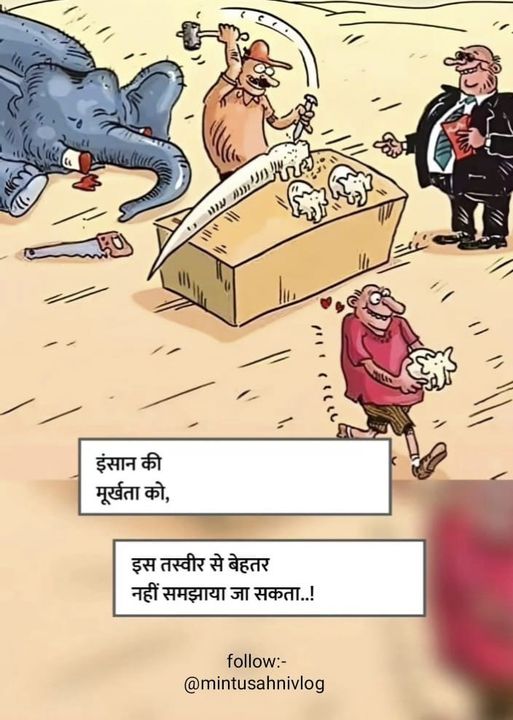 इंसान की
मूर्खता को,
इस तस्वीर से बेहतर
नहीं समझाया जा सकता..!
follow:-
@mintusahnivlog